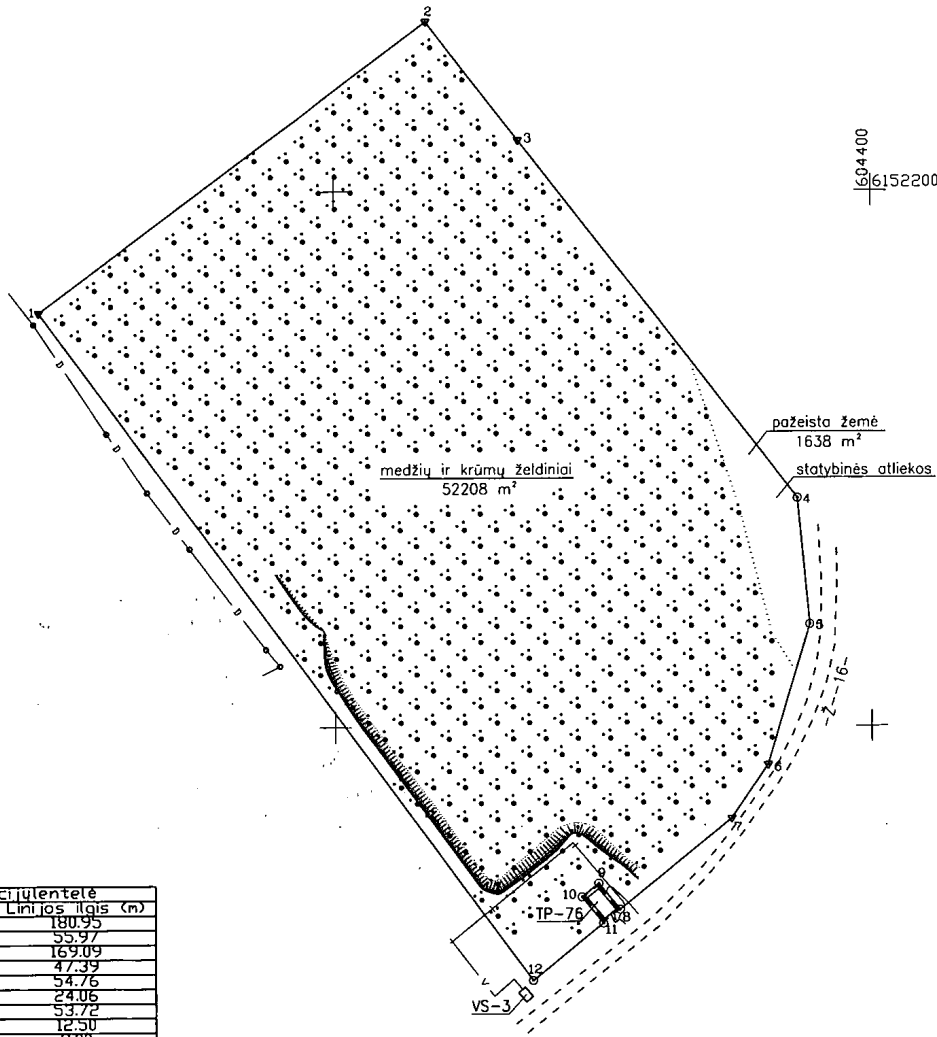 2
3
604400
6152200
1
pažeista žemė
1638 m²
statybinės atliekos
medžių ir krūmų želdiniai
52208 m²
4
D
D
D
D
5
-Ž--16-
6
7
9
10
8
TP-76
11
12
VS-3
Linijos ilgis (m)
180.95
55.97
169.09
47.39
54.76
24.06
53.72
12.50